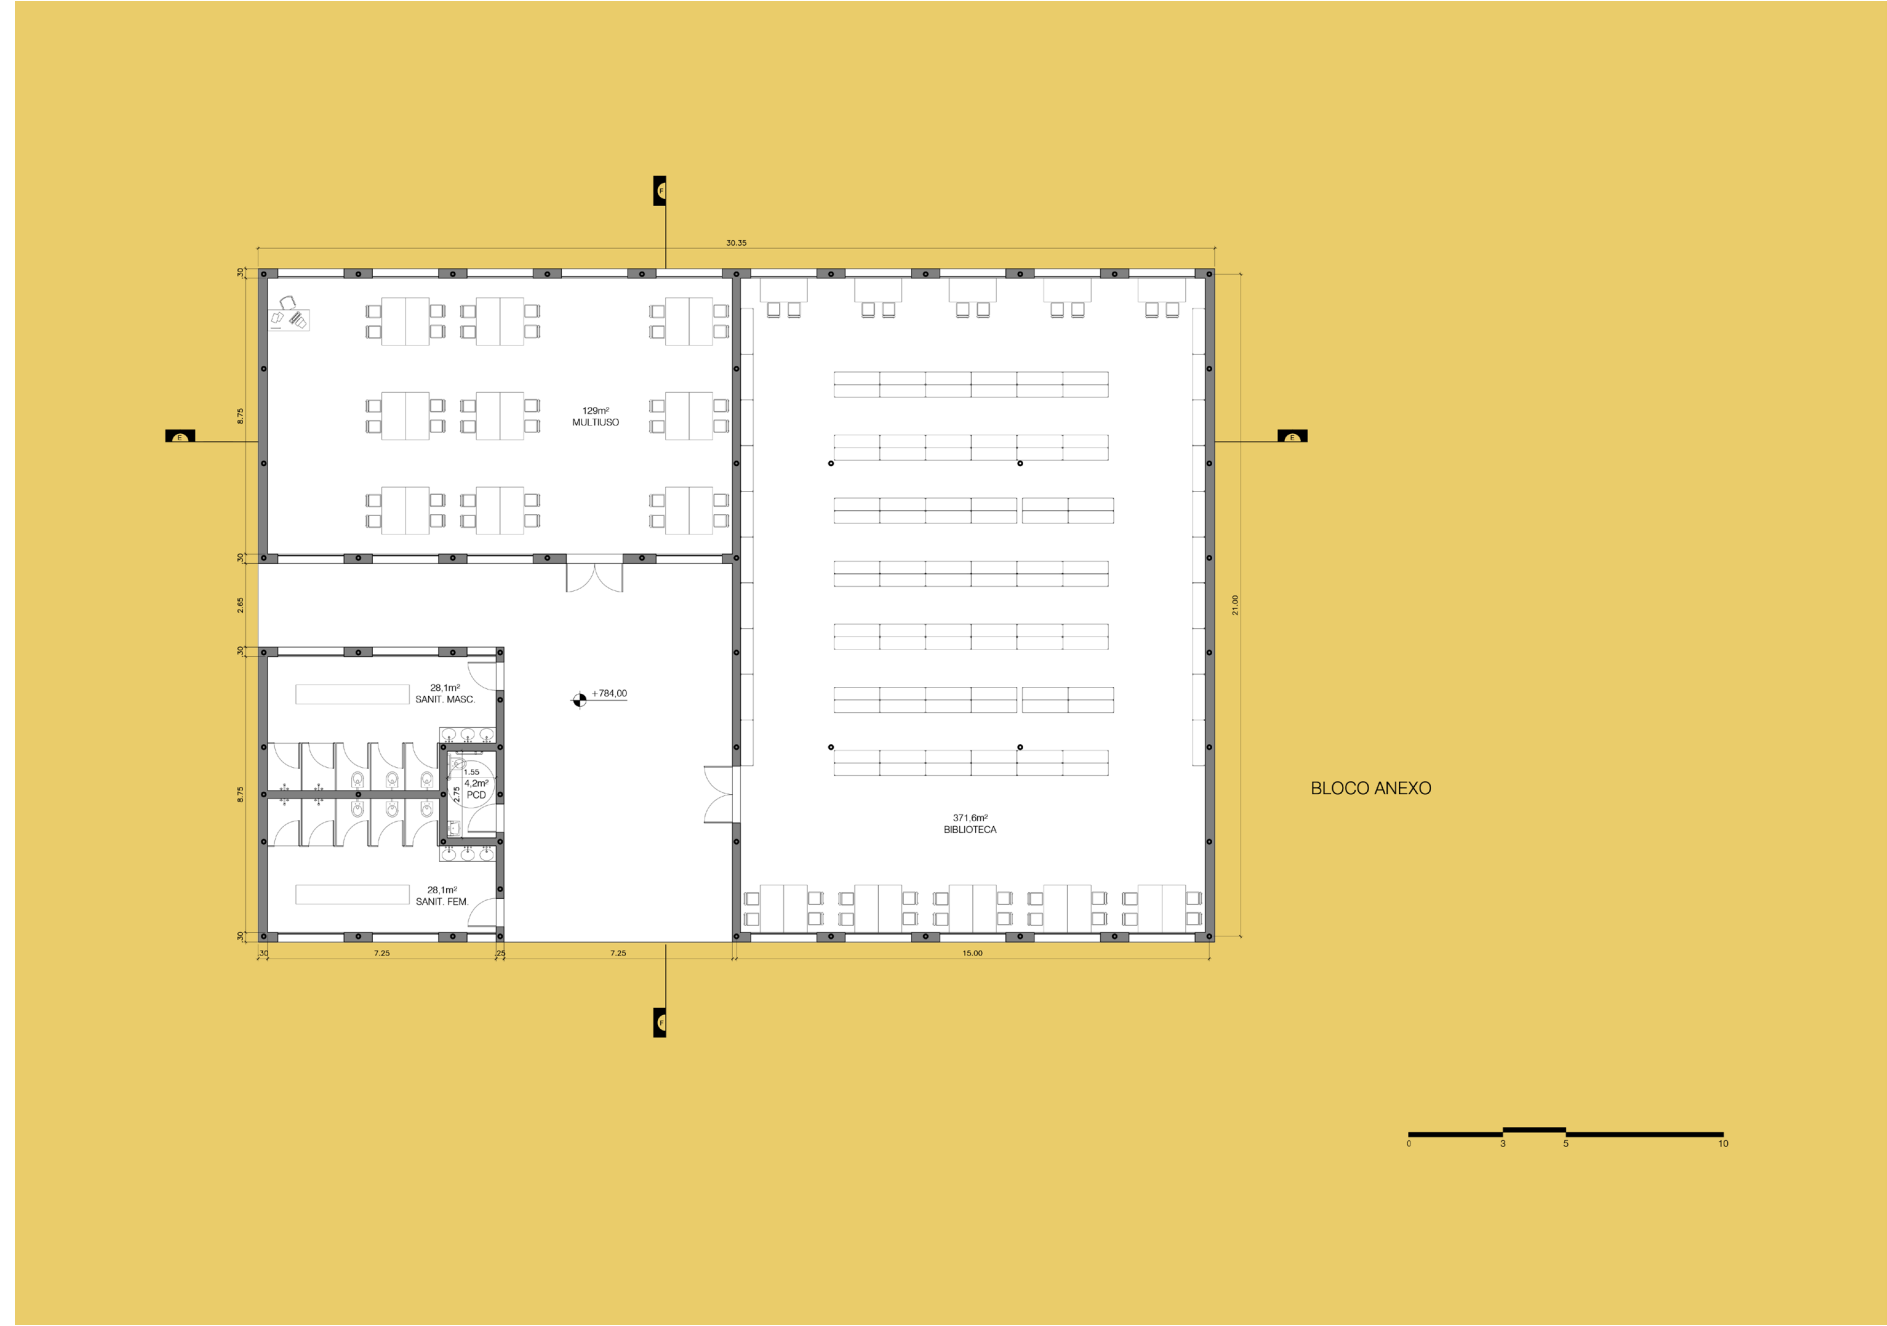 F
30.35
.30
8.75
129m²
MULTIUSO
E
E
.30
2.65
21.00
.30
28,1m²
SANIT. MASC.
+784,00
1.55
4,2m²
PCD
2.75
8.75
BLOCO ANEXO
371,6m²
BIBLIOTECA
28,1m²
SANIT. FEM.
.30
.30
7.25
.25
7.25
15.00
F
0 3 5 10